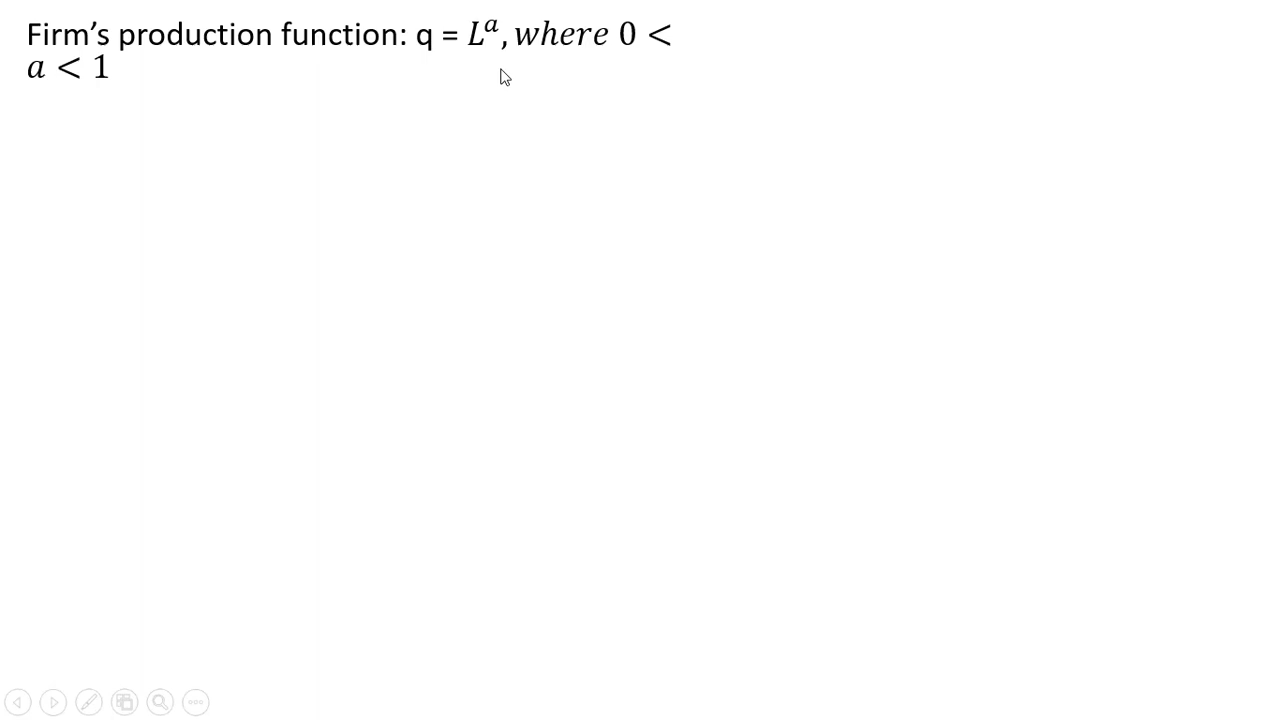 Firm’s production function: q = $L^a$, where 0 <
a < 1